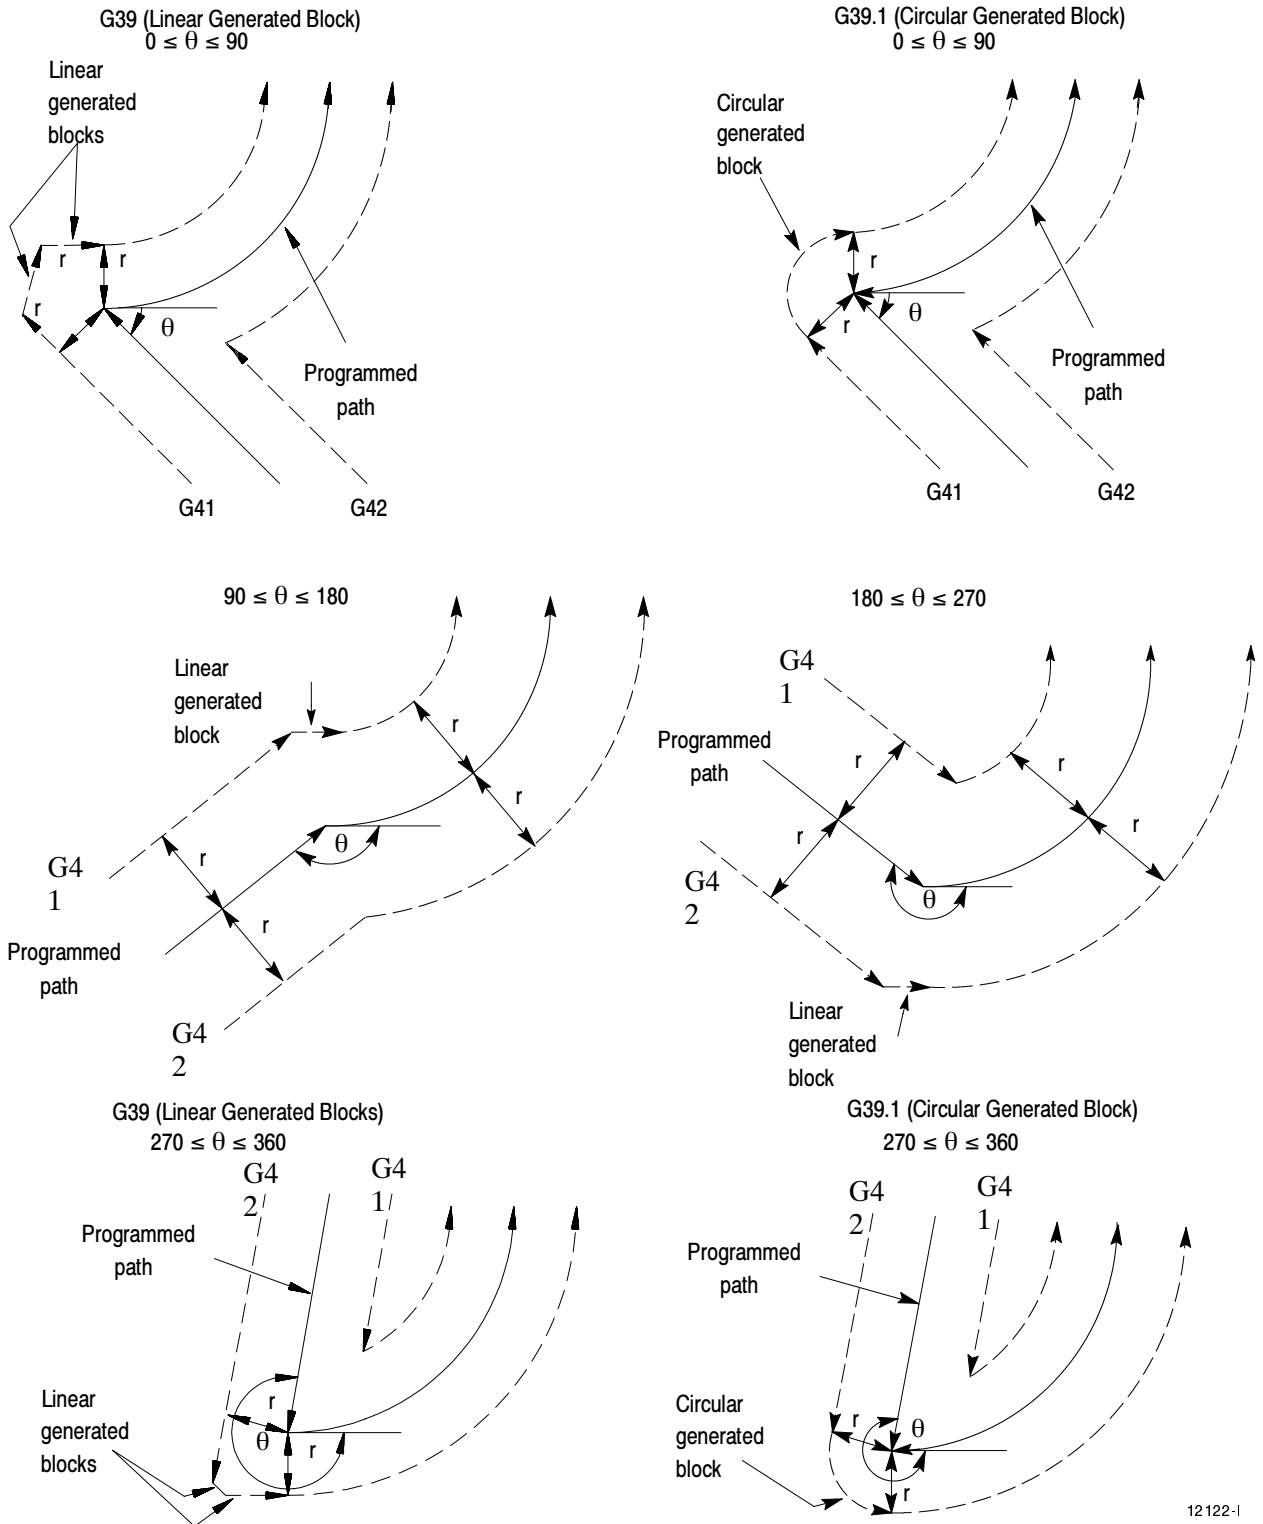 G39 (Linear Generated Block)
0 ≤ θ ≤ 90
Linear
generated
blocks
r
r
r
θ
Programmed
path
G41
G42
G39.1 (Circular Generated Block)
0 ≤ θ ≤ 90
Circular
generated
block
r
r
θ
Programmed
path
G41
G42
90 ≤ θ ≤ 180
Linear
generated
block
r
r
θ
r
r
G4
1
Programmed
path
G4
2
180 ≤ θ ≤ 270
G4
1
Programmed
path
r
r
r
r
G4
2
θ
Linear
generated
block
G39 (Linear Generated Blocks)
270 ≤ θ ≤ 360
G4
2
G4
1
Programmed
path
Linear
generated
blocks
r
θ
r
G39.1 (Circular Generated Block)
270 ≤ θ ≤ 360
G4
2
G4
1
Programmed
path
Circular
generated
block
r
θ
r
12122-I